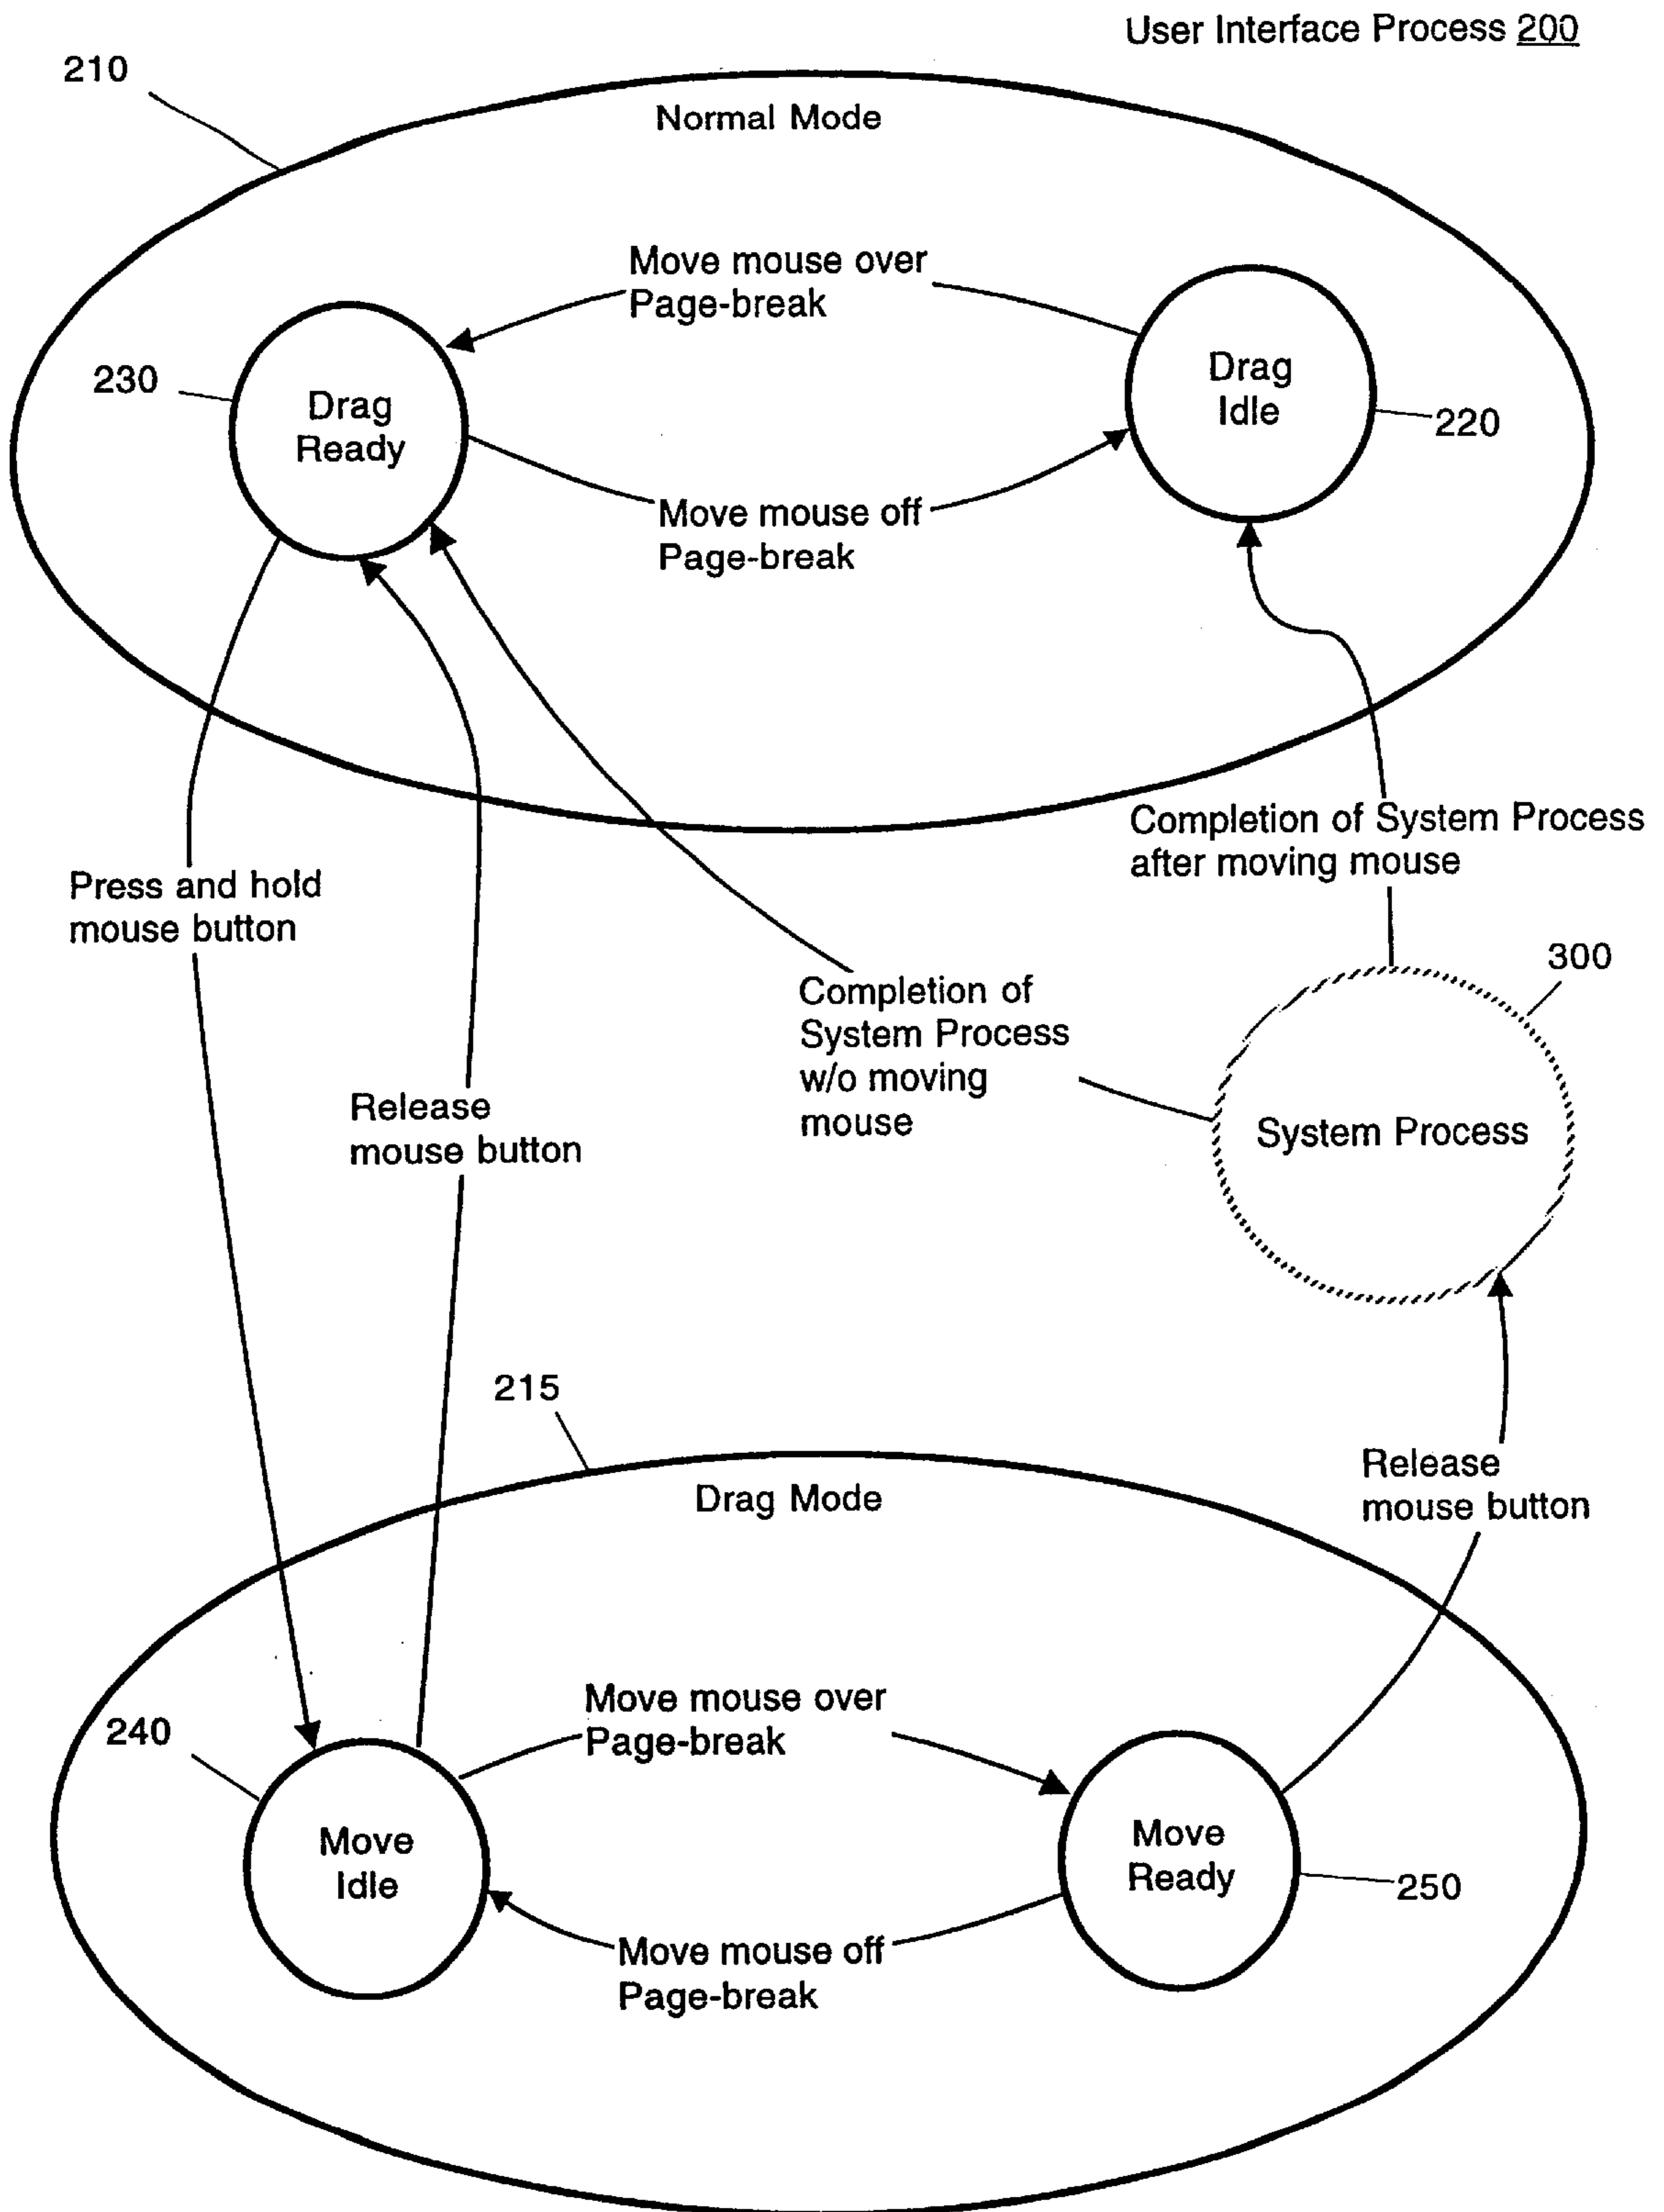 User Interface Process 200
210
Normal Mode
Move mouse over
Page-break
230
Drag
Ready
Drag
Idle
220
Move mouse off
Page-break
Completion of System Process
after moving mouse
Press and hold
mouse button
300
Completion of
System Process
w/o moving
mouse
Release
mouse button
System Process
215
Drag Mode
Release
mouse button
240
Move mouse over
Page-break
Move
Idle
Move
Ready
250
Move mouse off
Page-break